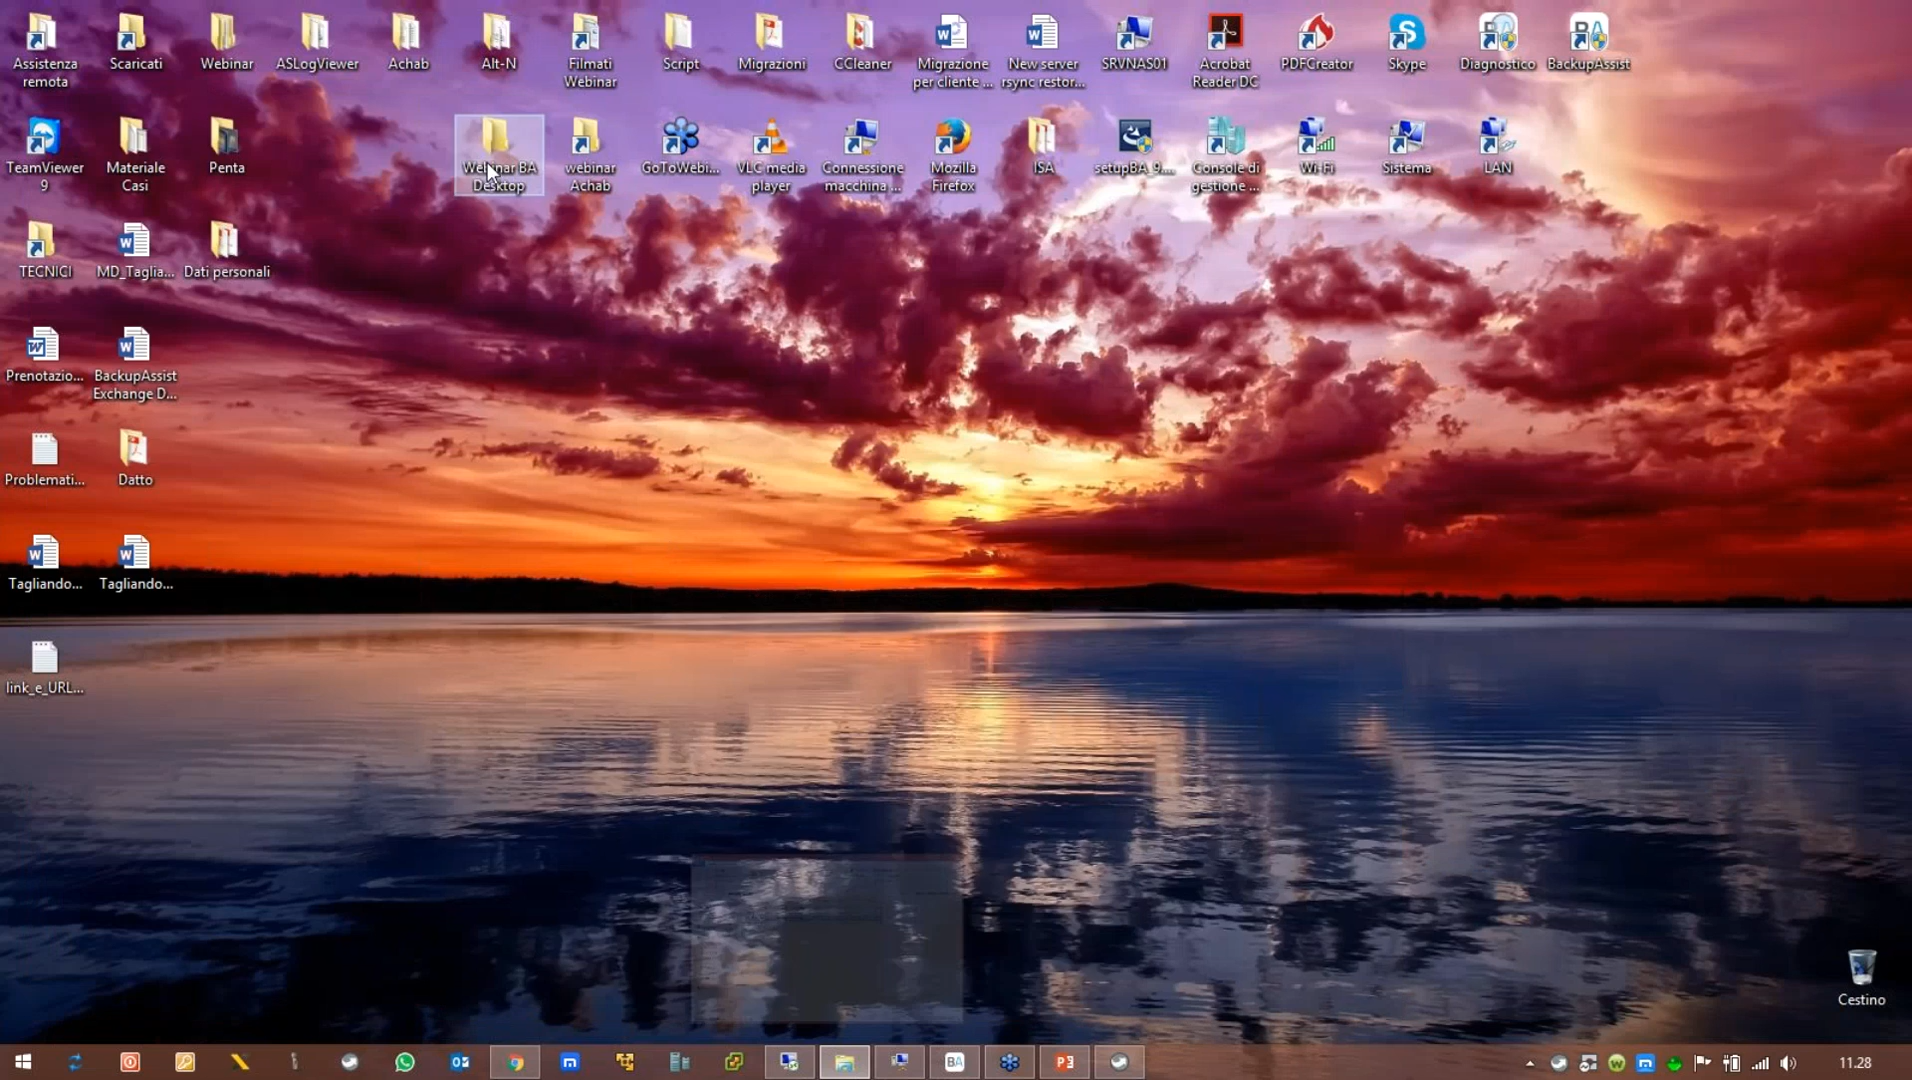 Assistenza
remota
Scaricati
Webinar
ASLogViewer
Achab
Alt-N
Filmati
Webinar
Script
Migrazioni
CCleaner
Migrazione
per cliente ...
New server
rsync restor...
SRVNAS01
Acrobat
Reader DC
PDFCreator
Skype
Diagnostico
BackupAssist
TeamViewer
9
Materiale
Casi
Penta
Webinar BA
Desktop
webinar
Achab
GoToWebi...
VLC media
player
Connessione
macchina ...
Mozilla
Firefox
ISA
setupBA_9....
Console di
gestione ...
Wi-Fi
Sistema
LAN
TECNICI
MD_Taglia...
Dati personali
Prenotazio...
BackupAssist
Exchange D...
Problemati...
Datto
Tagliando...
Tagliando...
link_e_URL...
Cestino
BA
11.28